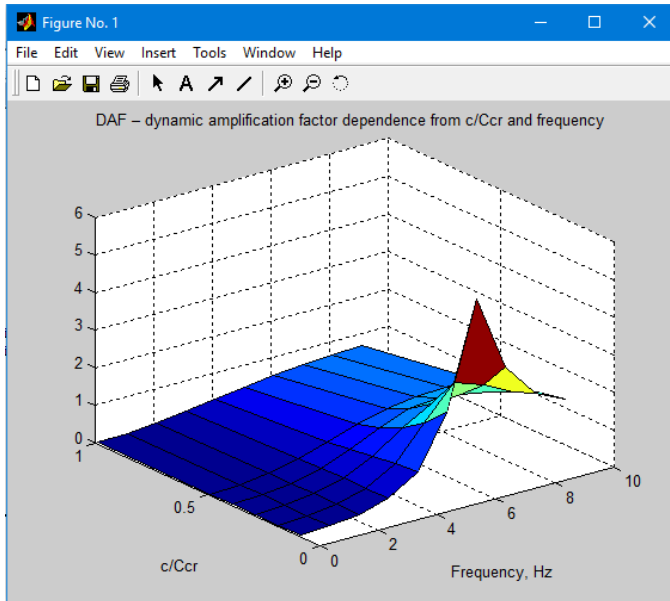 Figure No. 1
File Edit View Insert Tools Window Help
A
DAF – dynamic amplification factor dependence from c/Ccr and frequency
6
5
4
3
2
1
0
1
0.5
0
0
2
4
6
8
10
c/Ccr
Frequency, Hz